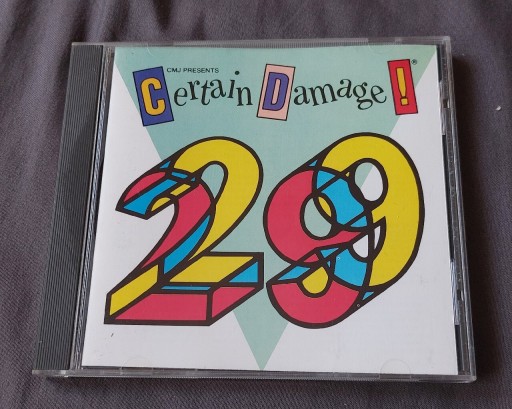 CMJ PRESENTS
Certain Damage! ®
29